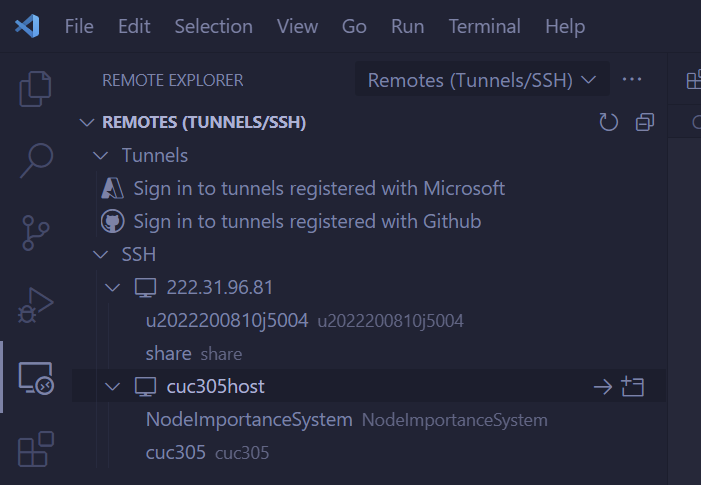 File Edit Selection View Go Run Terminal Help
REMOTE EXPLORER Remotes (Tunnels/SSH)
REMOTES (TUNNELS/SSH)
Tunnels
Sign in to tunnels registered with Microsoft
Sign in to tunnels registered with Github
SSH
222.31.96.81
u2022200810j5004 u2022200810j5004
share share
cuc305host
NodeImportanceSystem NodeImportanceSystem
cuc305 cuc305